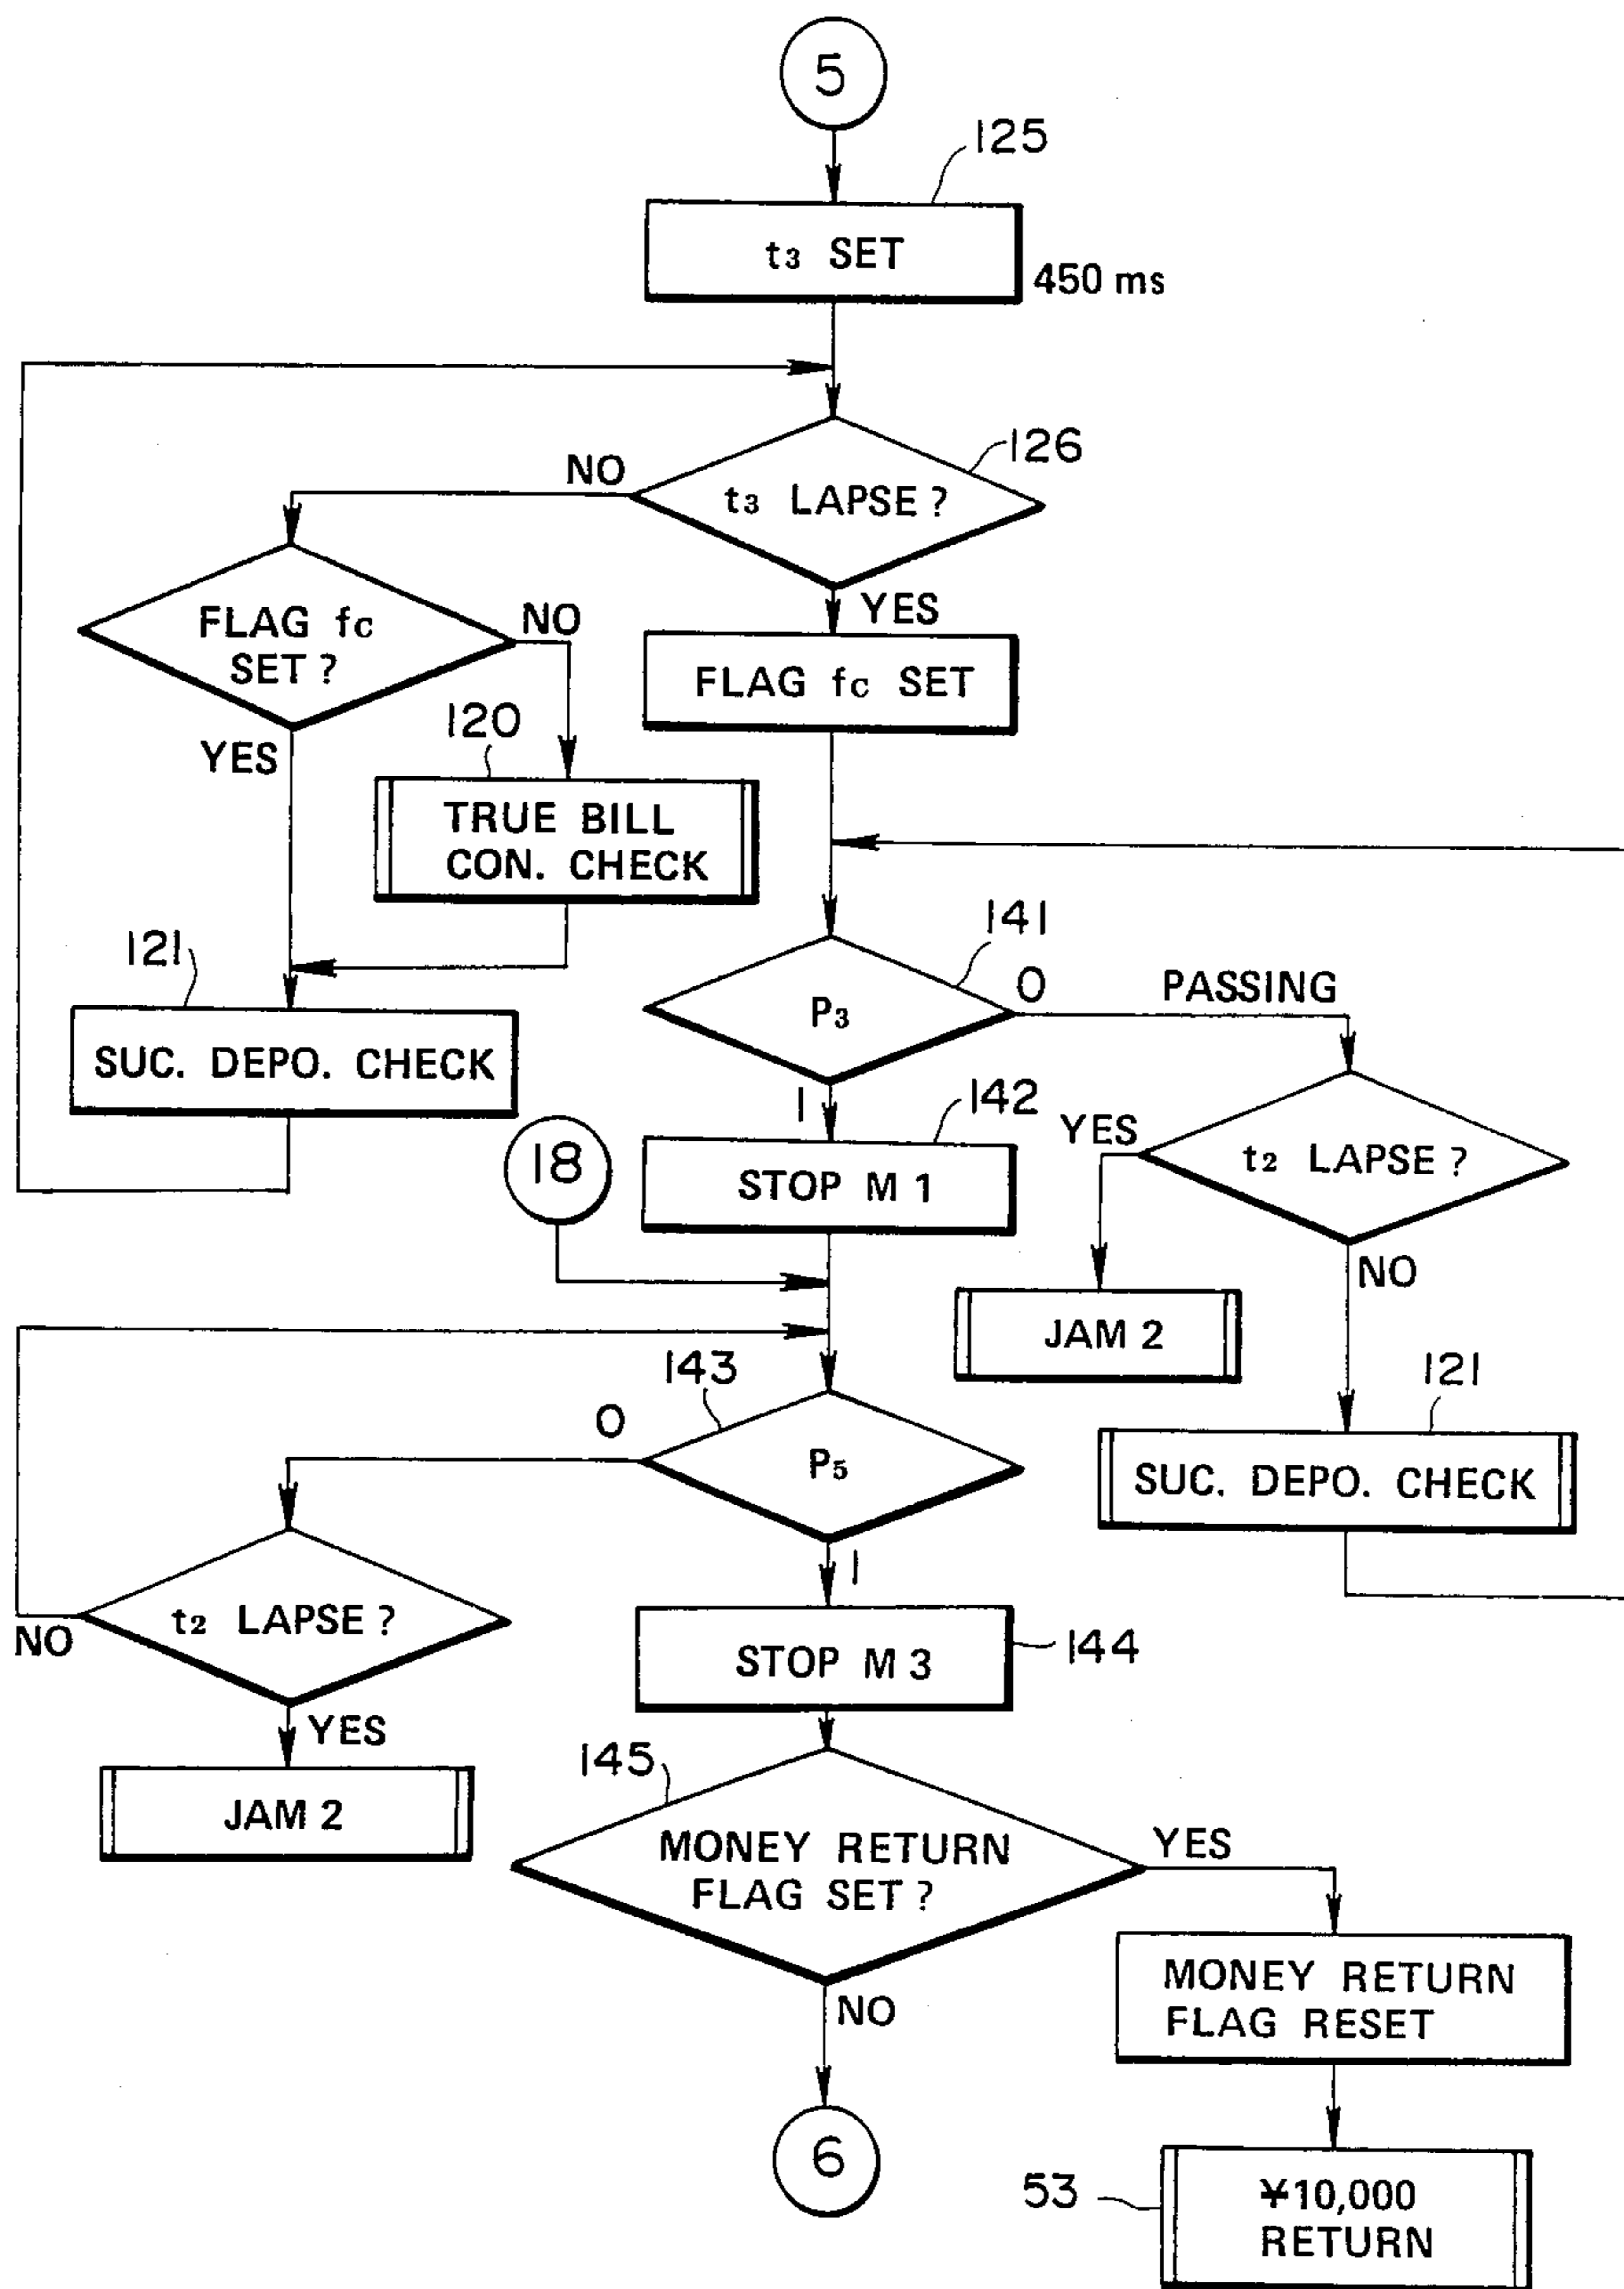 5
125
t3 SET
450 ms
126
NO
t3 LAPSE ?
FLAG fc
SET ?
NO
YES
FLAG fc SET
120
YES
TRUE BILL
CON. CHECK
141
121
0
PASSING
P3
SUC. DEPO. CHECK
1
142
YES
18
STOP M 1
t2 LAPSE ?
NO
JAM 2
143
121
0
P5
SUC. DEPO. CHECK
1
t2 LAPSE ?
NO
STOP M 3
144
YES
145
JAM 2
MONEY RETURN
FLAG SET ?
YES
MONEY RETURN
FLAG RESET
NO
6
53
¥10,000
RETURN